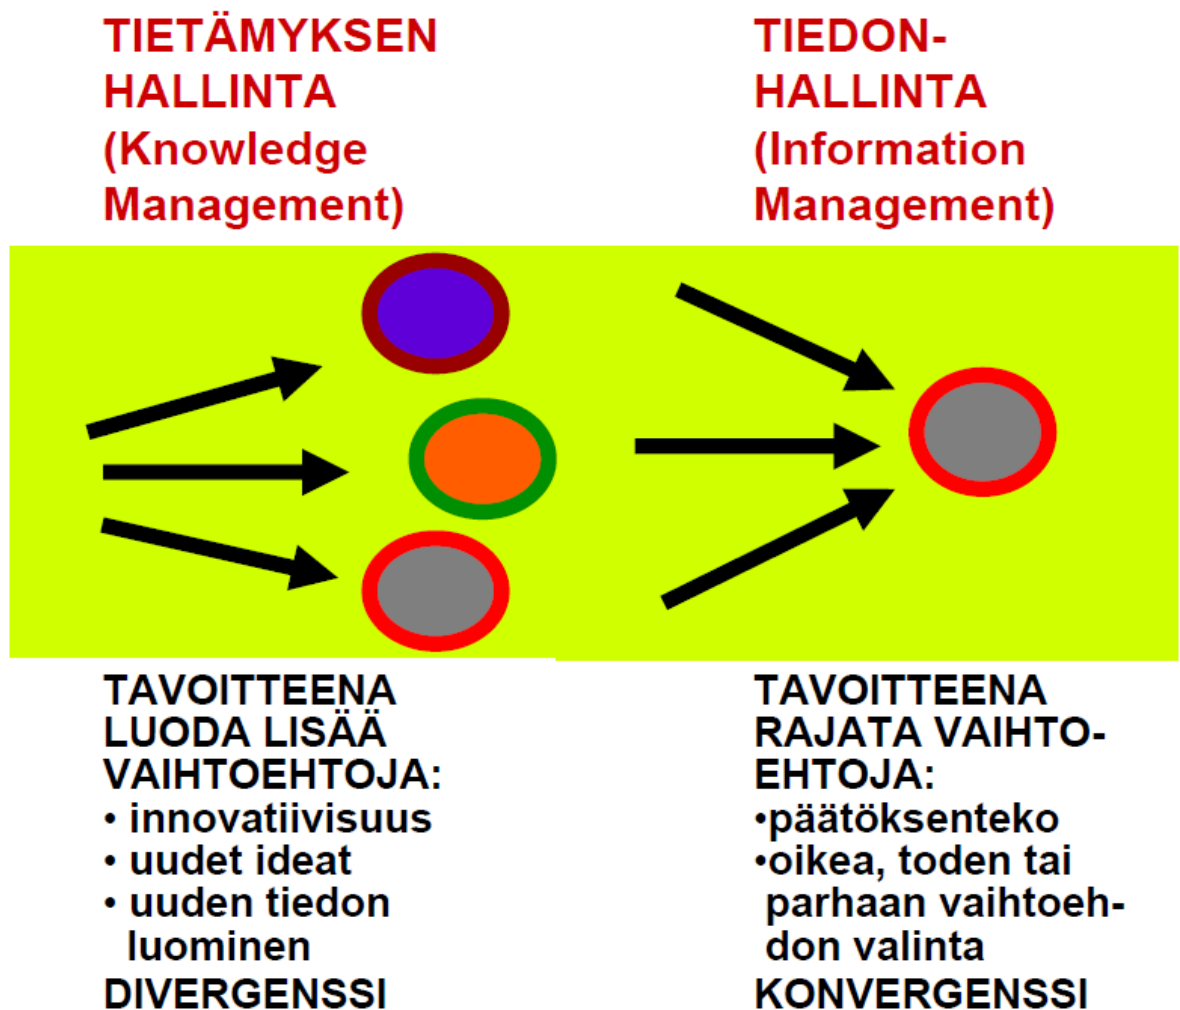 TIETÄMYKSEN
HALLINTA
(Knowledge
Management)
TAVOITTEENA
LUODA LISÄÄ
VAIHTOEHTOJA:
• innovatiivisuus
• uudet ideat
• uuden tiedon
luominen
DIVERGENSSI
TIEDON-
HALLINTA
(Information
Management)
TAVOITTEENA
RAJATA VAIHTO-
EHTOJA:
•päätöksenteko
•oikea, toden tai
parhaan vaihtoeh-
don valinta
KONVERGENSSI